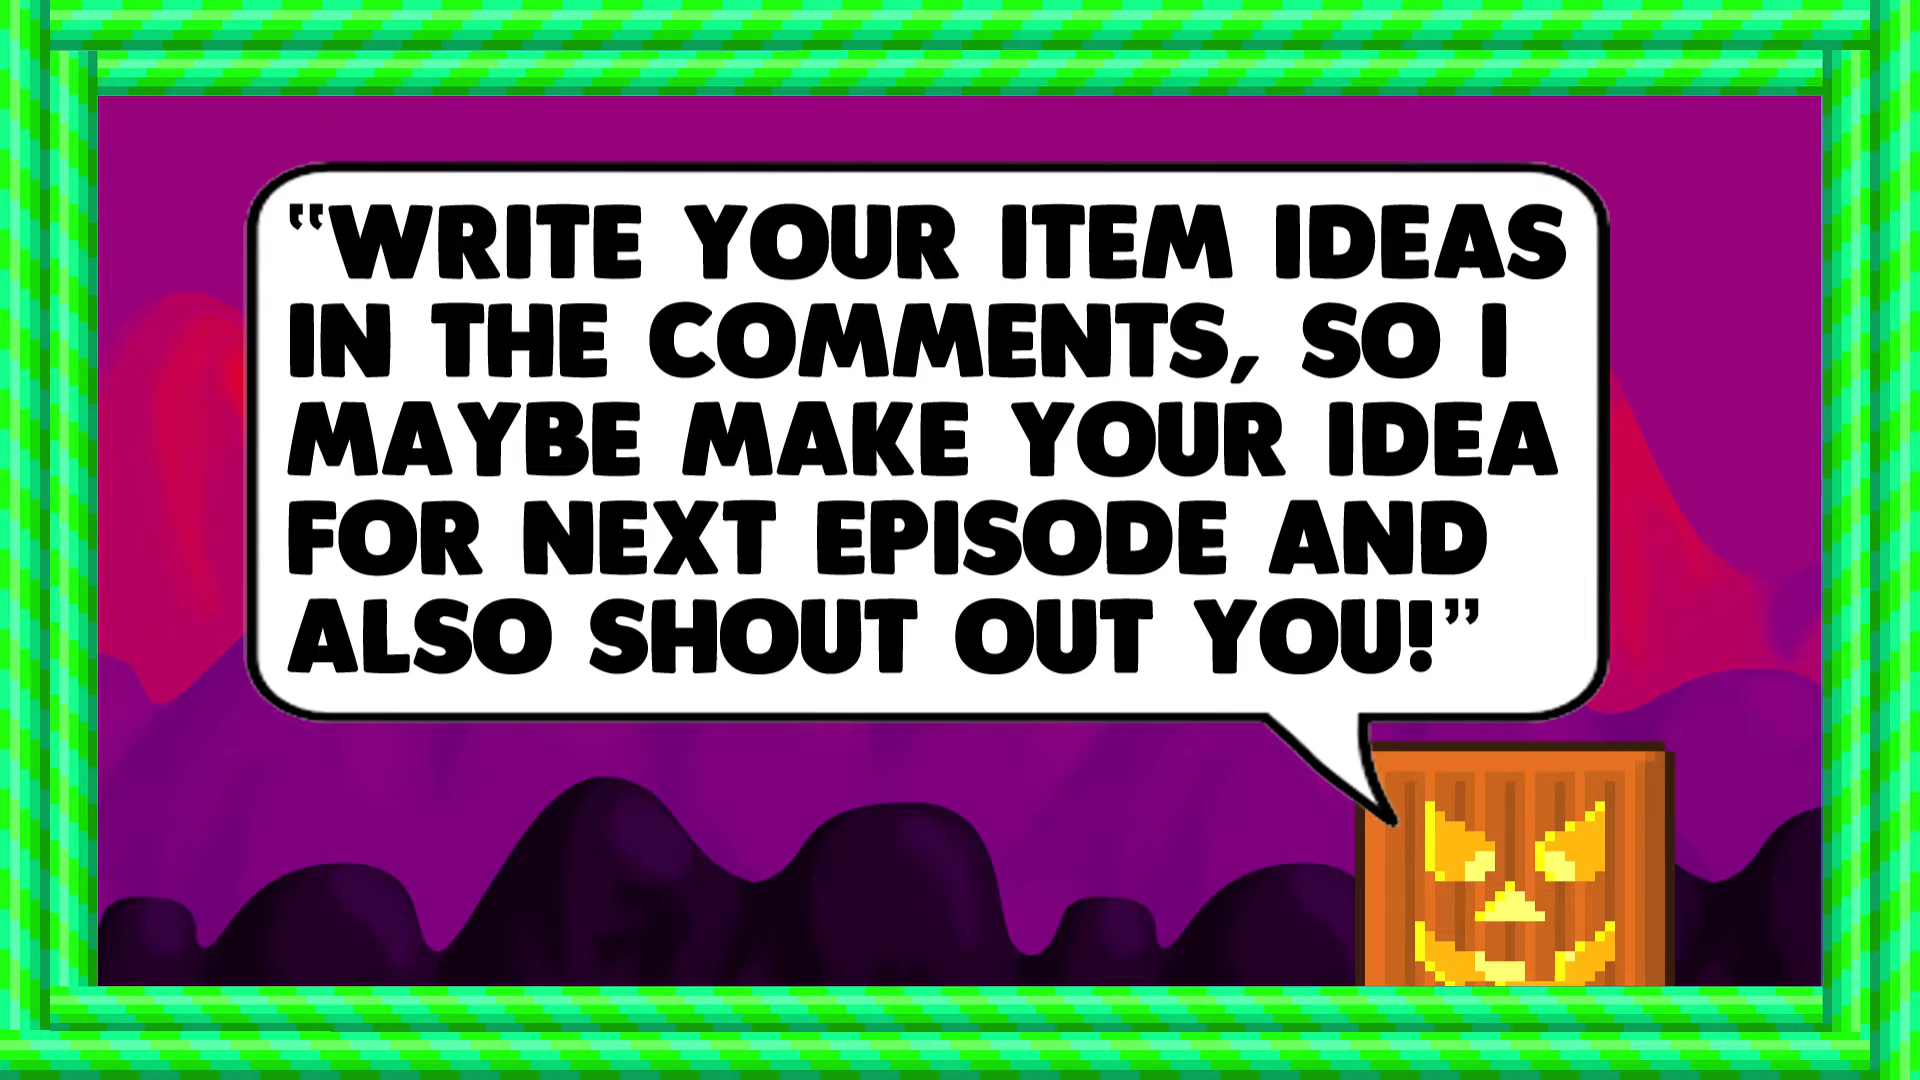 “WRITE YOUR ITEM IDEAS
IN THE COMMENTS, SO I
MAYBE MAKE YOUR IDEA
FOR NEXT EPISODE AND
ALSO SHOUT OUT YOU!”